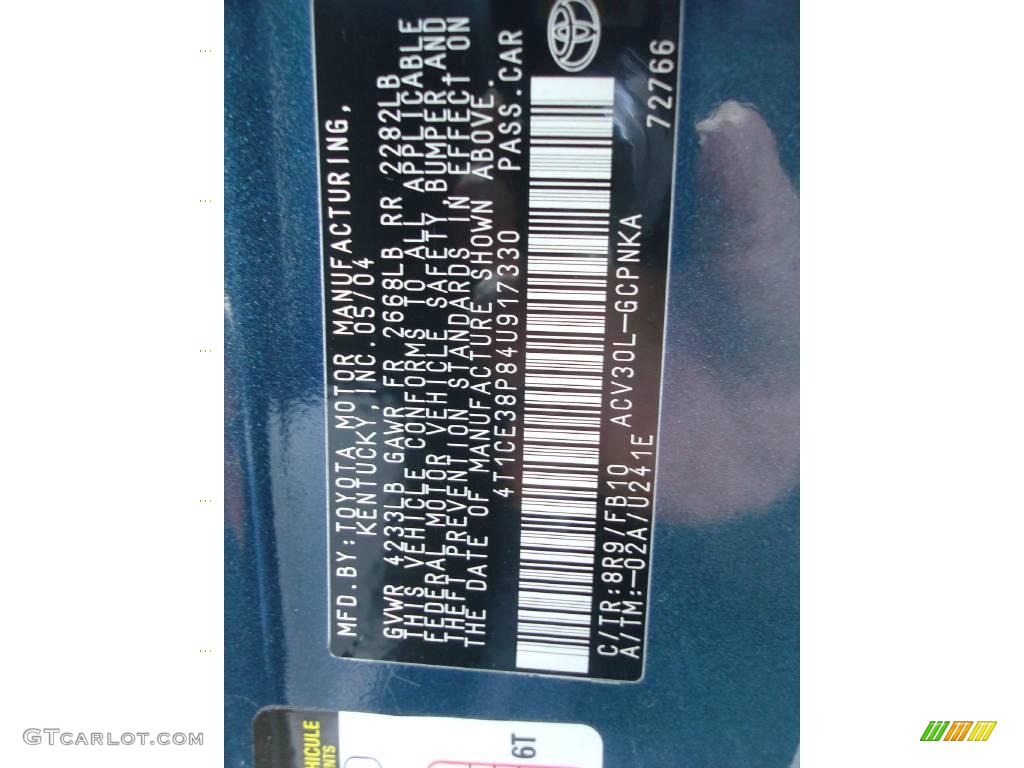 MFD.BY:TOYOTA MOTOR MANUFACTURING,
KENTUCKY,INC.05/04
GVWR 4233LB GAWR FR 2668LB RR 2282LB
THIS VEHICLE CONFORMS TO ALL APPLICABLE
FEDERAL MOTOR VEHICLE SAFETY,BUMPER,AND
THEFT PREVENTION STANDARDS IN EFFECT ON
THE DATE OF MANUFACTURE SHOWN ABOVE.
4T1CE38P84U917330 PASS.CAR
ACV30L-GCPNKA
C/TR:8R9/FB10
A/TM:-02A/U241E
72766
6T
GTCARLOT.COM